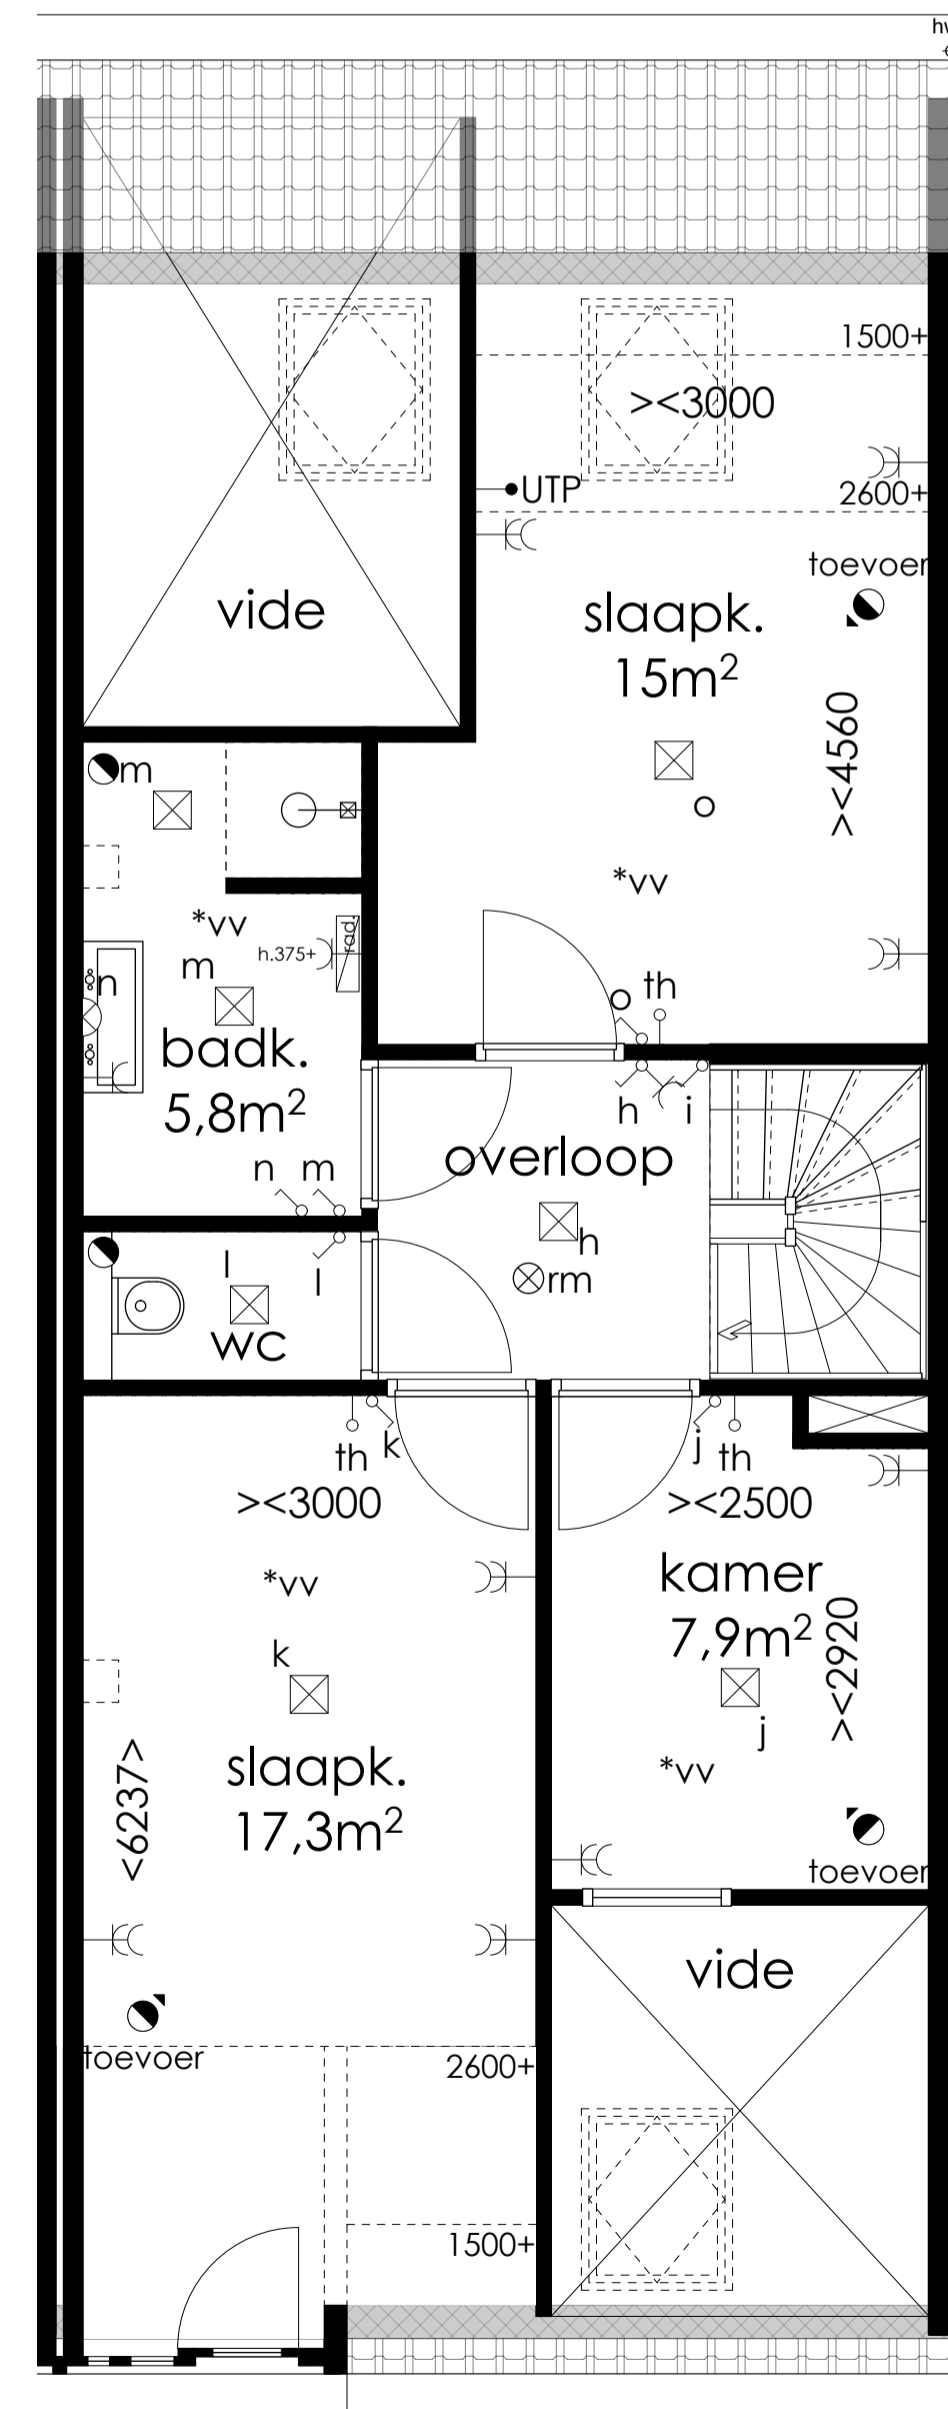 1500+
><3000
UTP
2600+
toevoer
vide
slaapk.
15m²
><4560
m
o
*vv
*vv
m
h.375+
rad.
n
badk.
5,8m²
o th
h i
overloop
n m
h
rm
l
l
wc
th k
j th
><3000
><2500
*vv
kamer
7,9m²
><2920
k
j
slaapk.
17,3m²
<6237>
*vv
toevoer
vide
toevoer
2600+
1500+